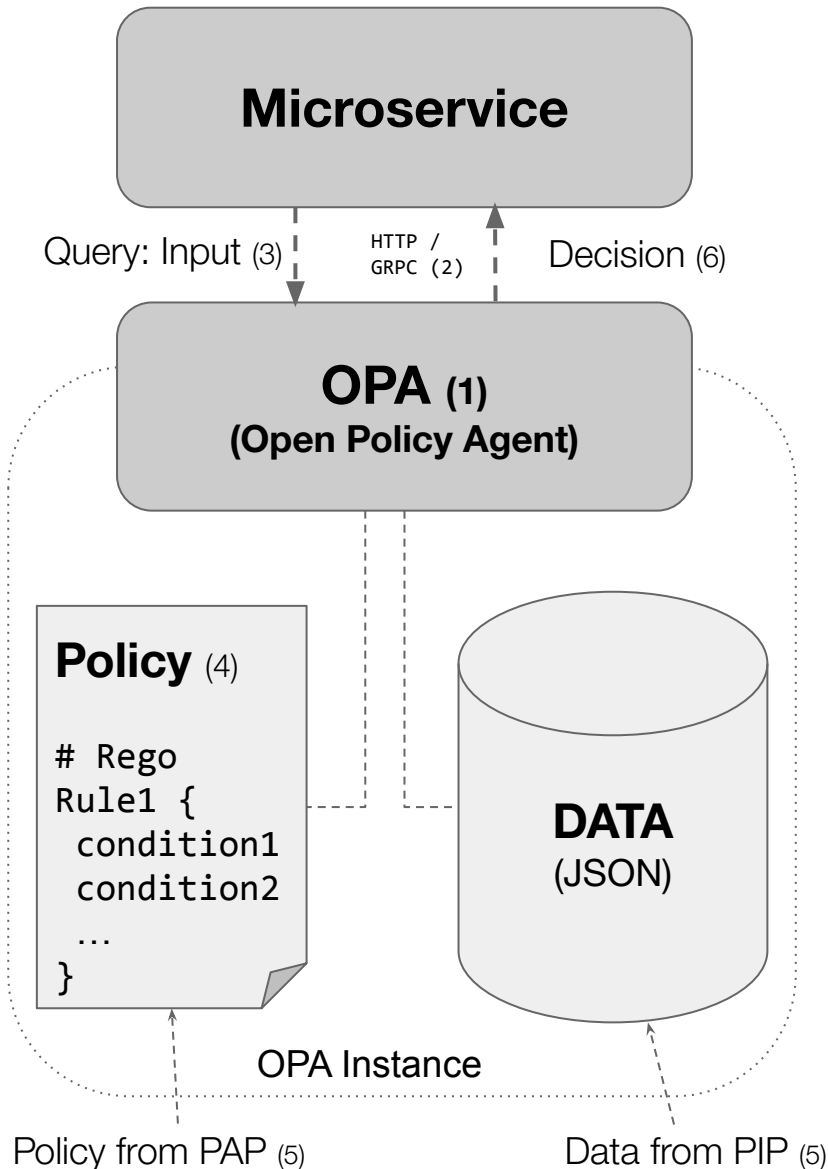 Microservice
Query: Input (3)
HTTP /
GRPC (2)
Decision (6)
OPA (1)
(Open Policy Agent)
Policy (4)
# Rego
Rule1 {
condition1
condition2
...
}
DATA
(JSON)
OPA Instance
Policy from PAP (5)
Data from PIP (5)